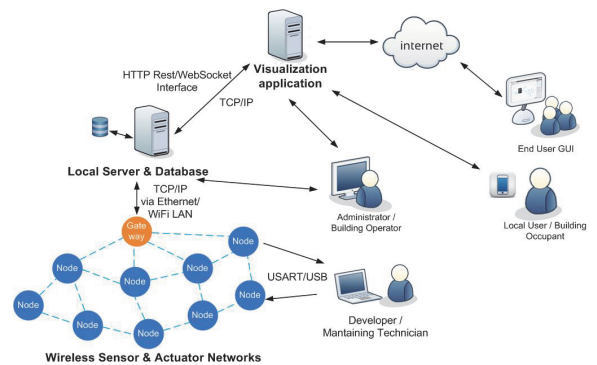 internet
HTTP Rest/WebSocket
Interface
Visualization
application
TCP/IP
End User GUI
Local Server & Database
TCP/IP
via Ethernet/
WiFi LAN
Administrator /
Building Operator
Local User / Building
Occupant
Gate
way
Node
Node
Node
Node
Node
Node
Node
Node
Node
USART/USB
Developer /
Mantaining Technician
Wireless Sensor & Actuator Networks